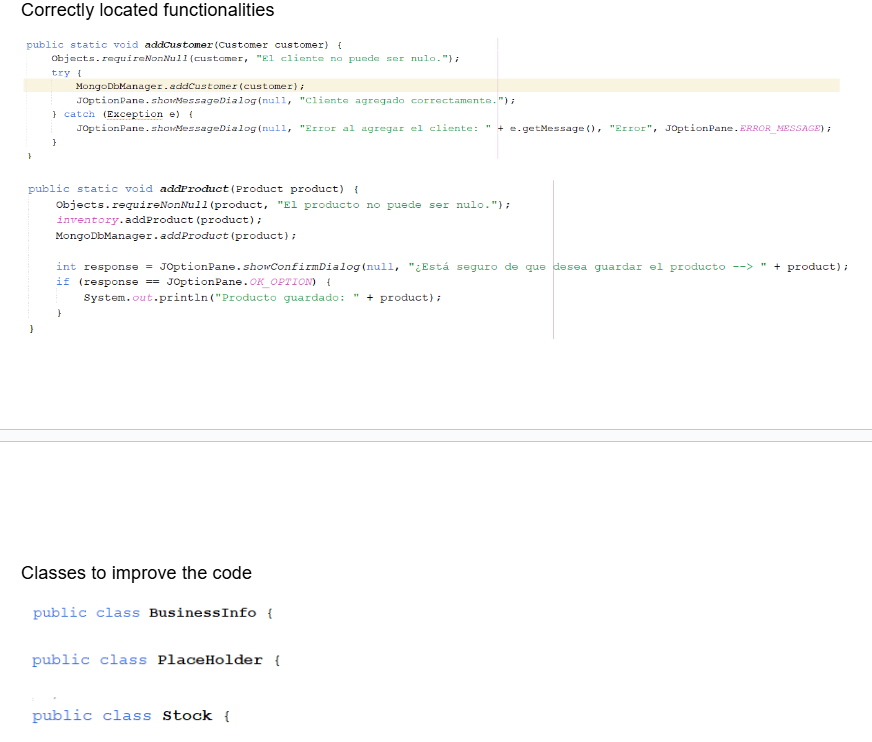 Correctly located functionalities
public static void addCustomer(Customer customer) {
Objects.requireNonNull(customer, "El cliente no puede ser nulo.");
try {
MongoDbManager.addCustomer(customer);
JOptionPane.showMessageDialog(null, "Cliente agregado correctamente.");
} catch (Exception e) {
JOptionPane.showMessageDialog(null, "Error al agregar el cliente: " + e.getMessage(), "Error", JOptionPane.ERROR_MESSAGE);
}
}
public static void addProduct(Product product) {
Objects.requireNonNull(product, "El producto no puede ser nulo.");
inventory.addProduct(product);
MongoDbManager.addProduct(product);
int response = JOptionPane.showConfirmDialog(null, "¿Está seguro de que desea guardar el producto --> " + product);
if (response == JOptionPane.OK_OPTION) {
System.out.println("Producto guardado: " + product);
}
}
Classes to improve the code
public class BusinessInfo {
public class PlaceHolder {
public class Stock {